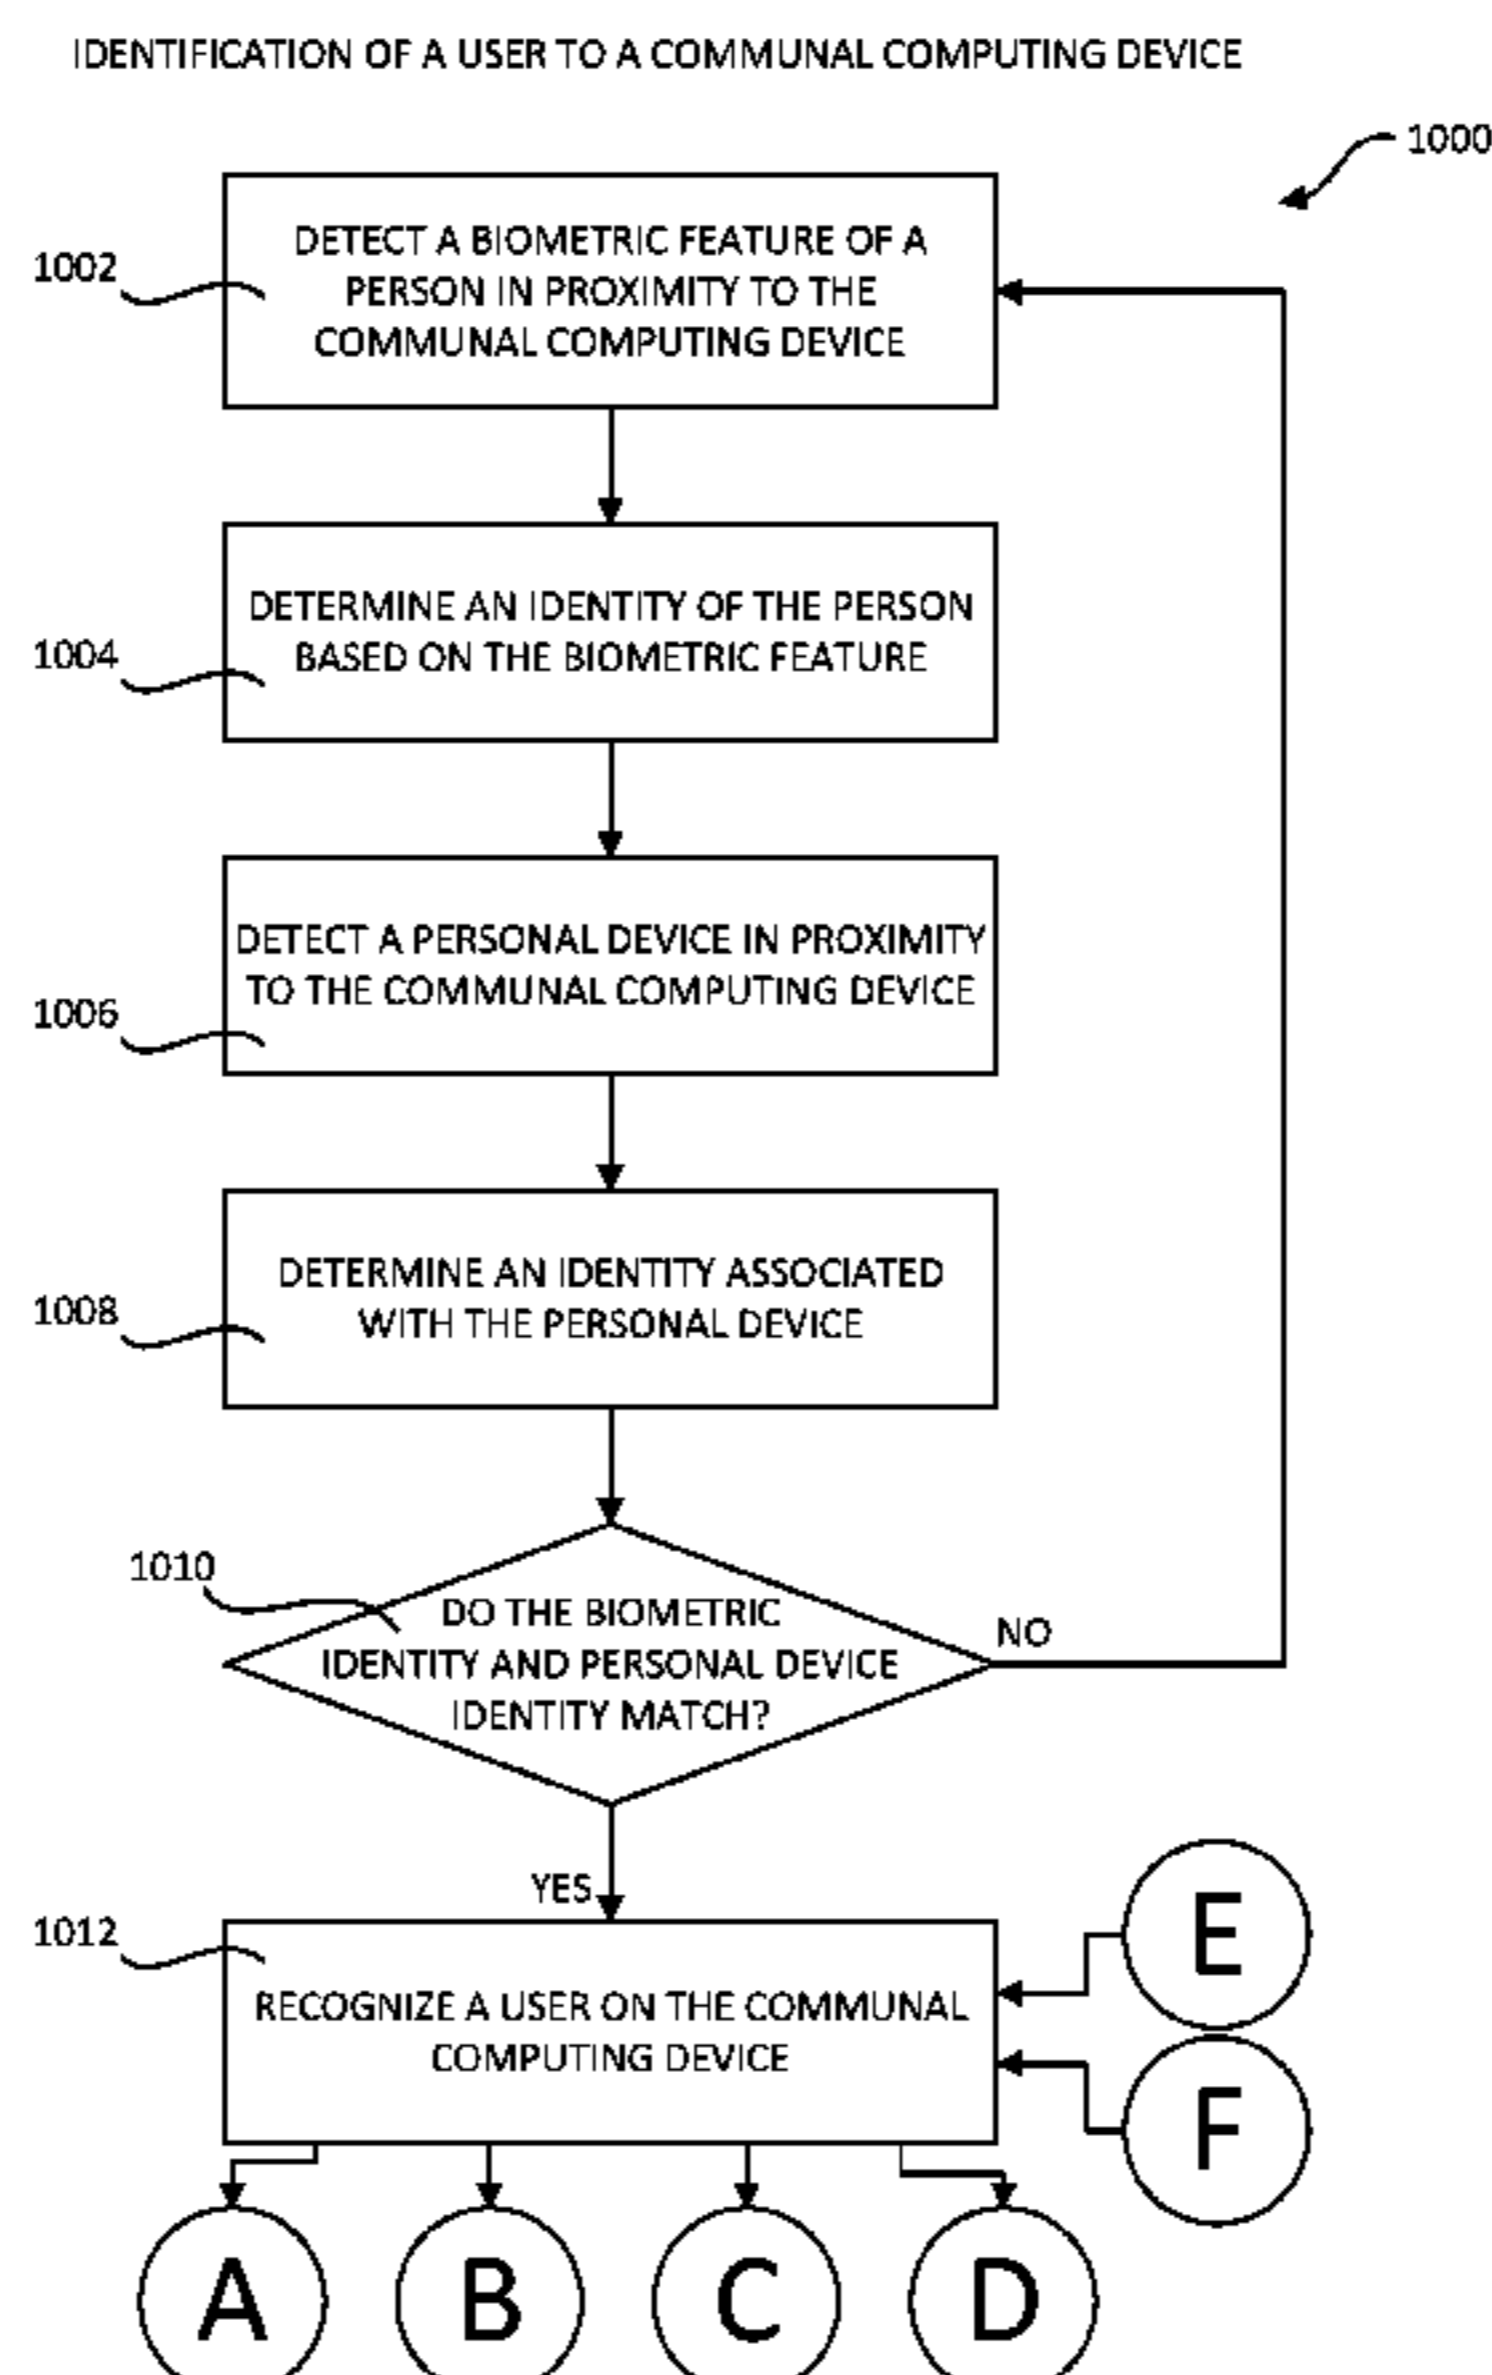 IDENTIFICATION OF A USER TO A COMMUNAL COMPUTING DEVICE
1000
1002
DETECT A BIOMETRIC FEATURE OF A
PERSON IN PROXIMITY TO THE
COMMUNAL COMPUTING DEVICE
1004
DETERMINE AN IDENTITY OF THE PERSON
BASED ON THE BIOMETRIC FEATURE
1006
DETECT A PERSONAL DEVICE IN PROXIMITY
TO THE COMMUNAL COMPUTING DEVICE
1008
DETERMINE AN IDENTITY ASSOCIATED
WITH THE PERSONAL DEVICE
1010
DO THE BIOMETRIC
IDENTITY AND PERSONAL DEVICE
IDENTITY MATCH?
NO
YES
1012
RECOGNIZE A USER ON THE COMMUNAL
COMPUTING DEVICE
E
F
A
B
C
D